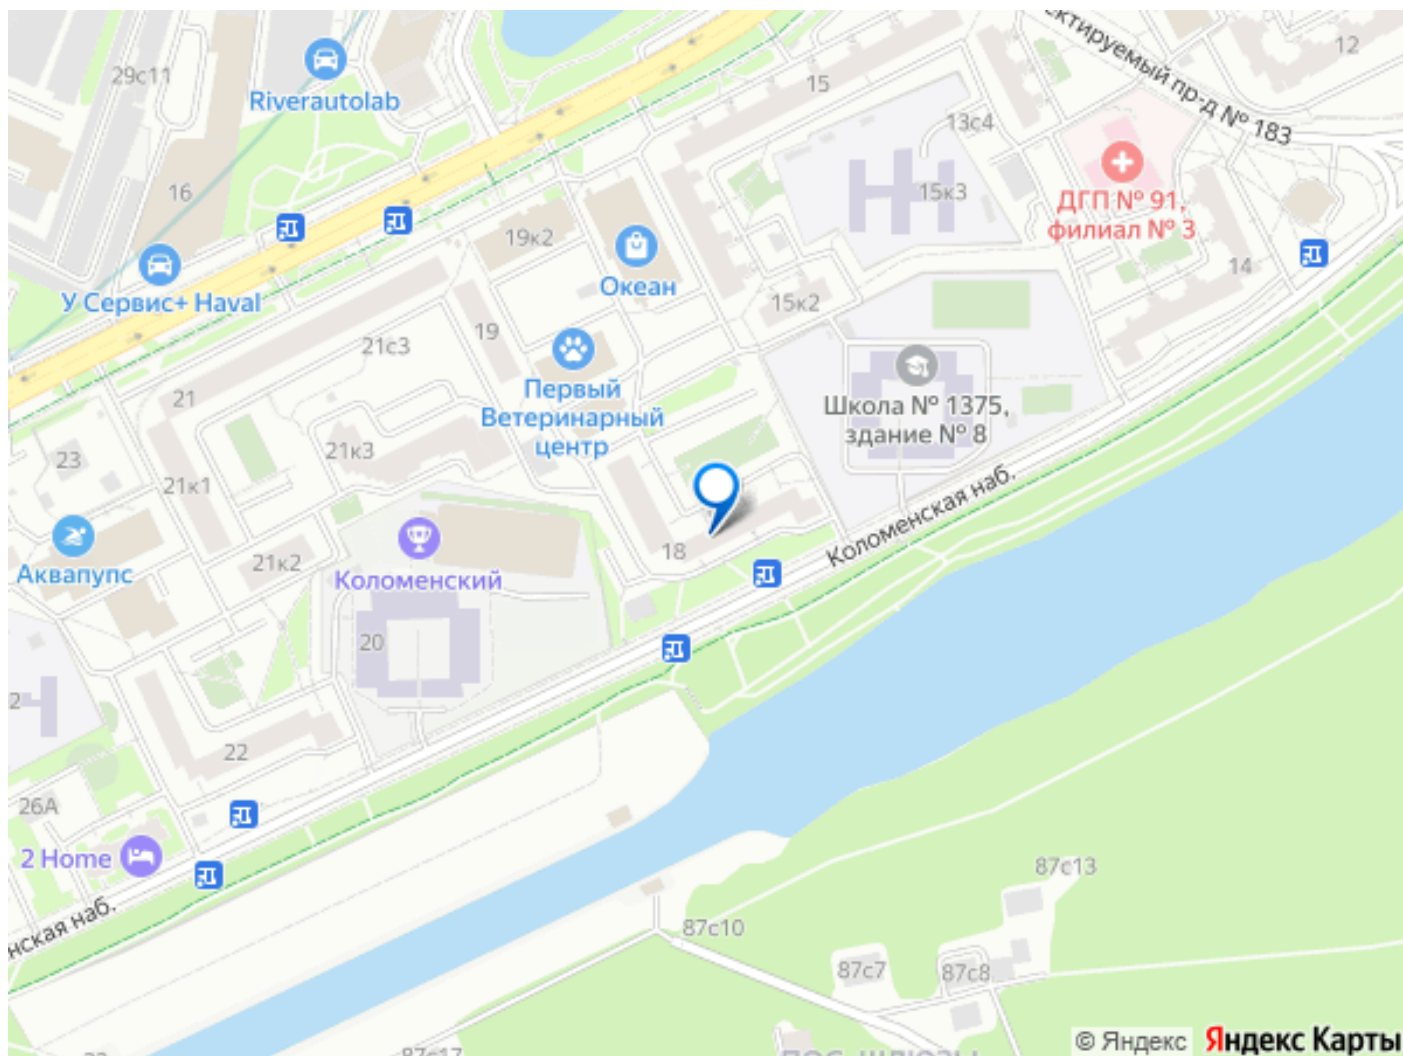 ектируемый пр-д № 183
12
29с11
Riverautolab
15
13с4
16
15к3
ДГП № 91,
филиал № 3
19к2
Океан
14
У Сервис+ Haval
15к2
19
21с3
21
Первый
Ветеринарный
центр
Школа № 1375,
здание № 8
23
21к3
21к1
Коломенская наб.
Аквапупс
21к2
Коломенский
18
20
2
22
26А
2 Home
нская наб.
87с13
87с10
87с7
87с8
87с17
© Яндекс Яндекс Карты